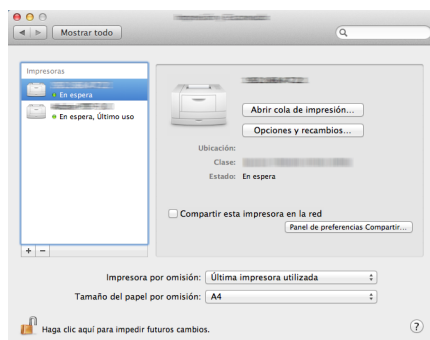 Mostrar todo
Impresoras
En espera
En espera, Último uso
Abrir cola de impresión...
Opciones y recambios...
Ubicación:
Clase:
Estado: En espera
Compartir esta impresora en la red
Panel de preferencias Compartir...
+ −
Impresora por omisión: Última impresora utilizada
Tamaño del papel por omisión: A4
Haga clic aquí para impedir futuros cambios.
?